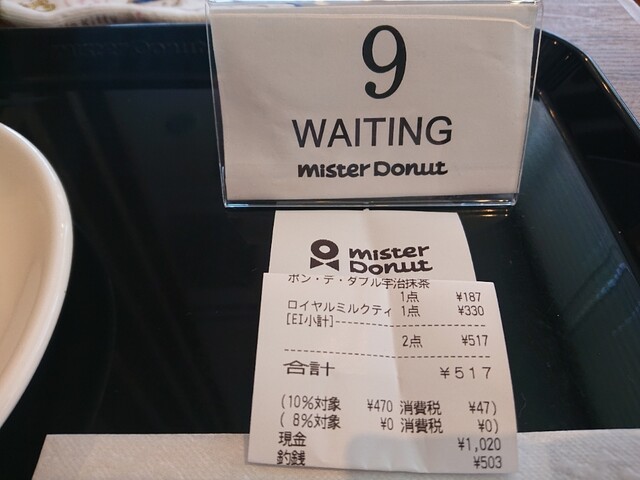 9
WAITING
mister Donut
mister
Donut
ポン・デ・ダブル宇治抹茶
1点 ¥187
ロイヤルミルクティ 1点 ¥330
[EI小計]
2点 ¥517
合計 ¥517
(10%対象 ¥470 消費税 ¥47)
( 8%対象 ¥0 消費税 ¥0)
現金 ¥1,020
釣銭 ¥503